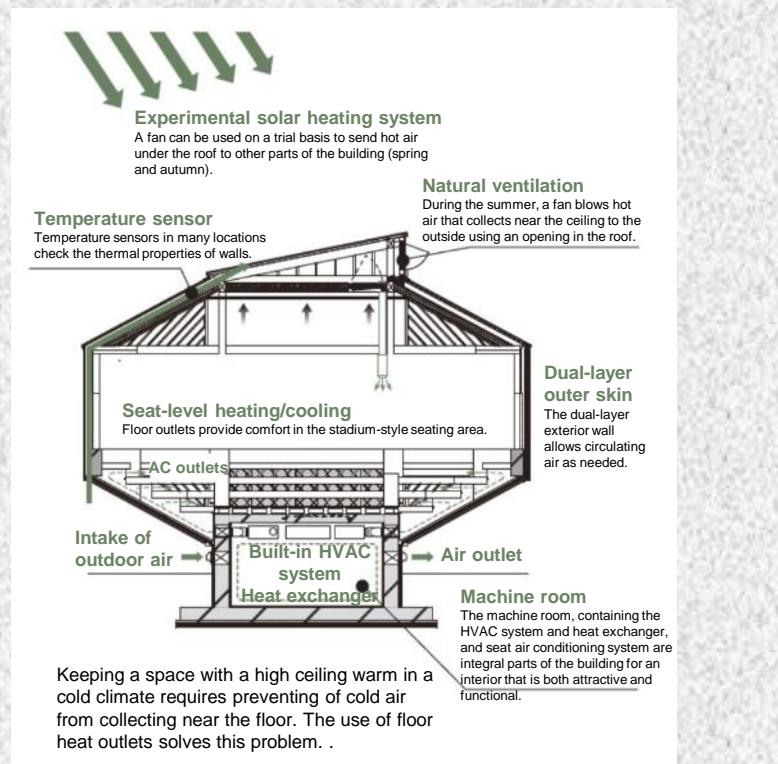 Experimental solar heating system
A fan can be used on a trial basis to send hot air
under the roof to other parts of the building (spring
and autumn).
Natural ventilation
During the summer, a fan blows hot
air that collects near the ceiling to the
outside using an opening in the roof.
Temperature sensor
Temperature sensors in many locations
check the thermal properties of walls.
Dual-layer
outer skin
The dual-layer
exterior wall
allows circulating
air as needed.
Seat-level heating/cooling
Floor outlets provide comfort in the stadium-style seating area.
AC outlets
Intake of
outdoor air
Built-in HVAC
system
Heat exchanger
Air outlet
Machine room
The machine room, containing the
HVAC system and heat exchanger,
and seat air conditioning system are
integral parts of the building for an
interior that is both attractive and
functional.
Keeping a space with a high ceiling warm in a
cold climate requires preventing of cold air
from collecting near the floor. The use of floor
heat outlets solves this problem. .